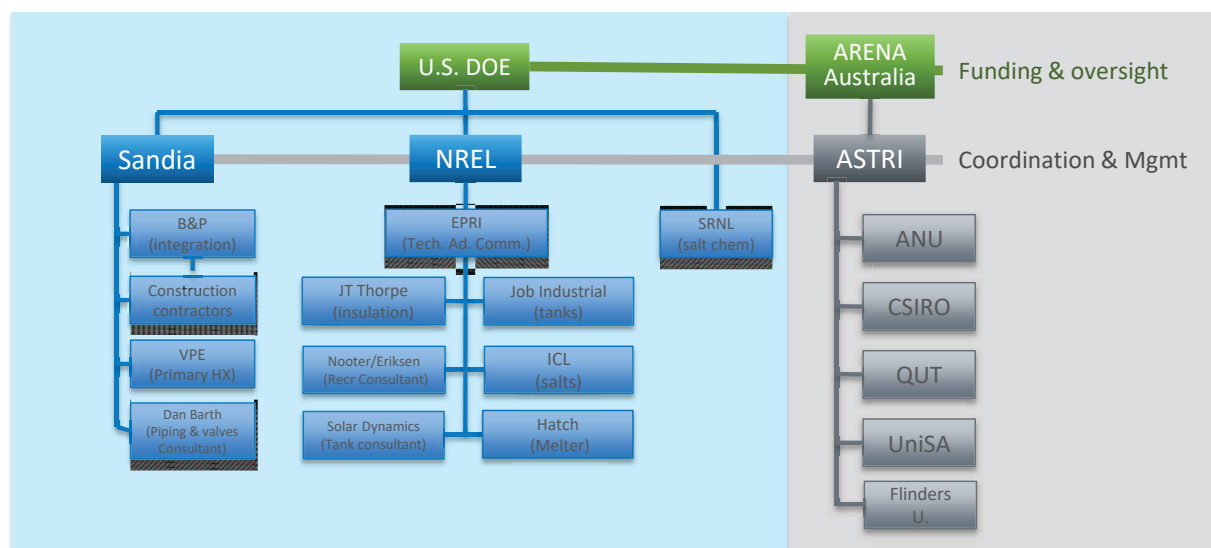 U.S. DOE
ARENA
Australia
Funding & oversight
Sandia
NREL
ASTRI
Coordination & Mgmt
B&P
(integration)
Construction
contractors
VPE
(Primary HX)
Dan Barth
(Piping & valves
Consultant)
EPRI
(Tech. Ad. Comm.)
JT Thorpe
(insulation)
Job Industrial
(tanks)
Nooter/Eriksen
(Recr Consultant)
ICL
(salts)
Solar Dynamics
(Tank consultant)
Hatch
(Melter)
SRNL
(salt chem)
ANU
CSIRO
QUT
UniSA
Flinders
U.